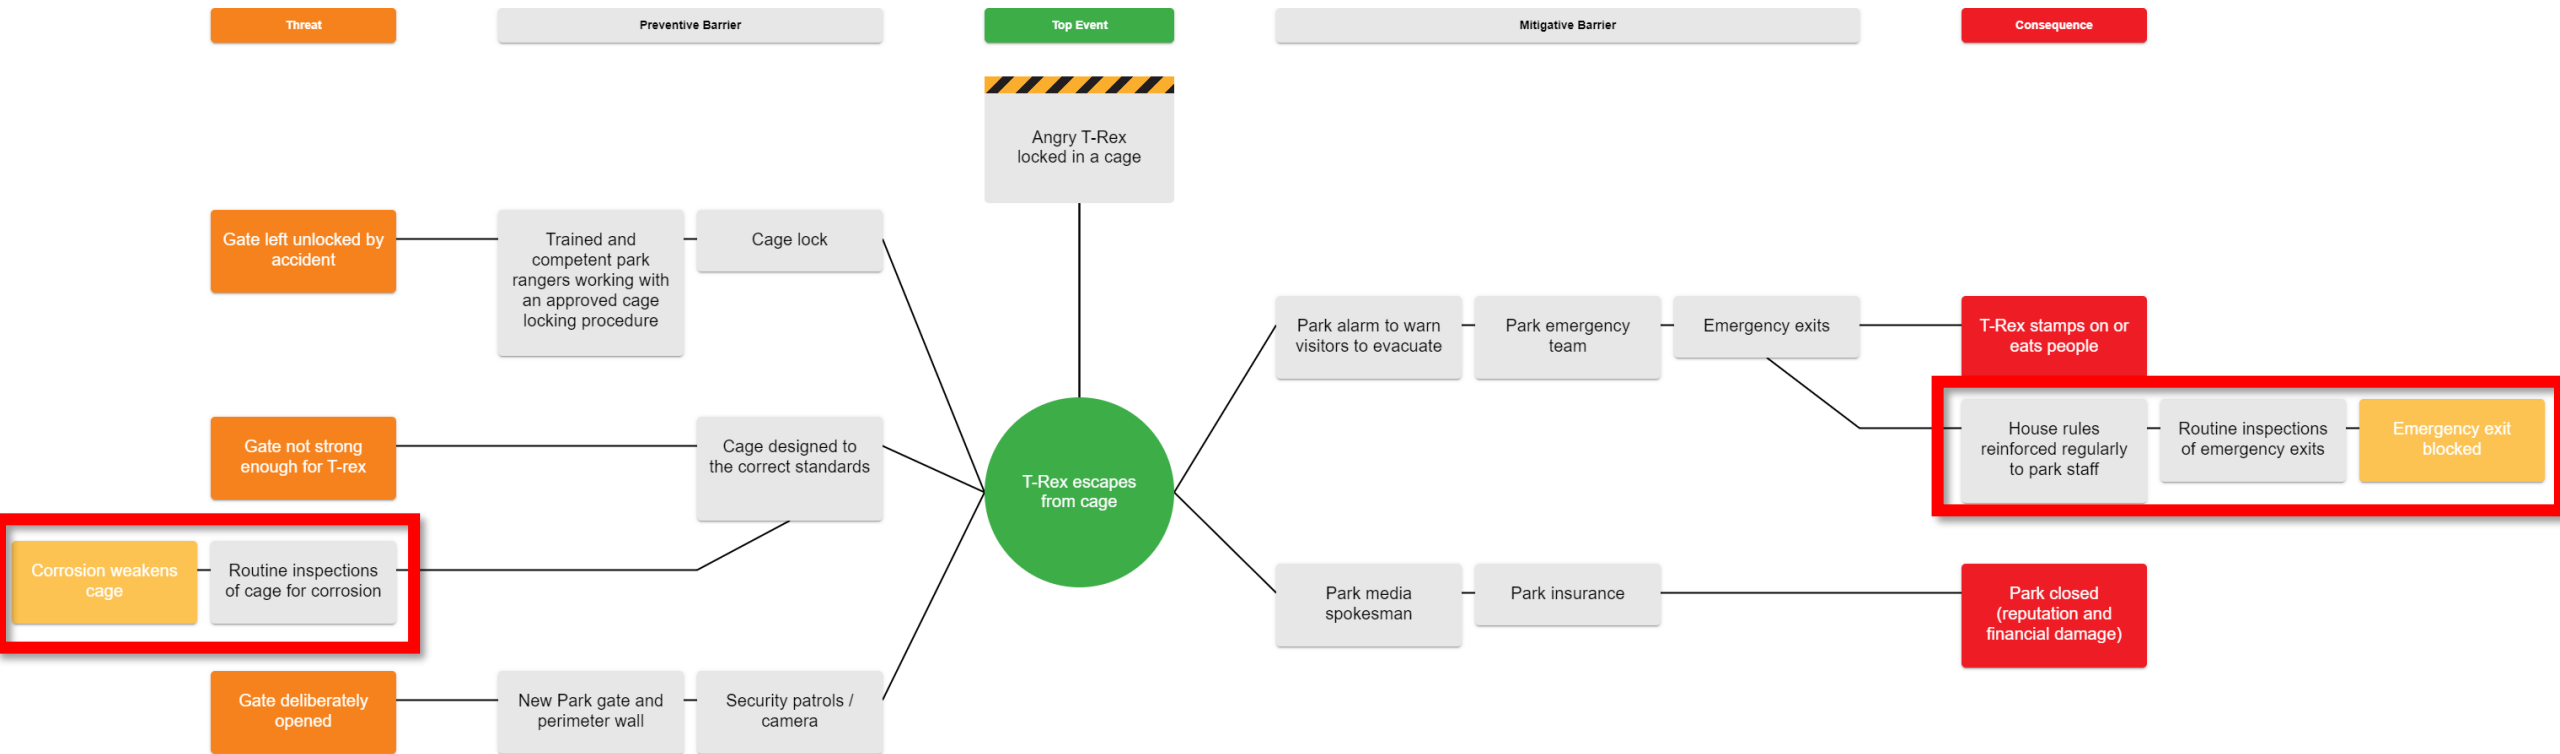 Threat
Preventive Barrier
Top Event
Mitigative Barrier
Consequence
Angry T-Rex
locked in a cage
Gate left unlocked by
accident
Trained and
competent park
rangers working with
an approved cage
locking procedure
Cage lock
Park alarm to warn
visitors to evacuate
Park emergency
team
Emergency exits
T-Rex stamps on or
eats people
Gate not strong
enough for T-rex
Cage designed to
the correct standards
T-Rex escapes
from cage
House rules
reinforced regularly
to park staff
Routine inspections
of emergency exits
Emergency exit
blocked
Corrosion weakens
cage
Routine inspections
of cage for corrosion
Park media
spokesman
Park insurance
Park closed
(reputation and
financial damage)
Gate deliberately
opened
New Park gate and
perimeter wall
Security patrols /
camera